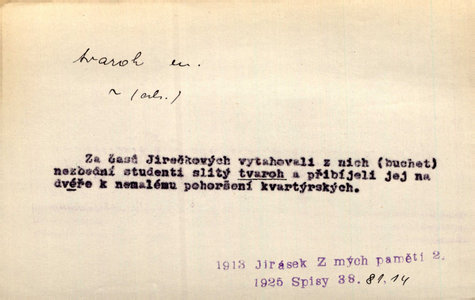 tvaroh m.
~ (arch.)
Za časů Jirečkových vytahovali z nich (buchet)
nezbední studenti slitý tvaroh a přibíjeli jej na
dvéře k nemalému pohoršení kvartýrských.
1913 Jirásek Z mých pamětí 2.
1925 Spisy 38. 81.14